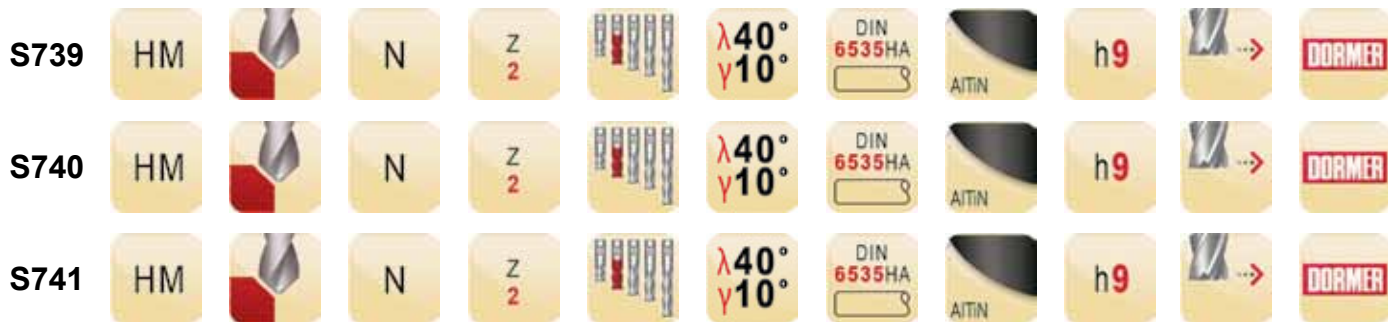 S739 HM N Z 2 λ40° γ10° DIN 6535HA AlTiN h9 DORMER
S740 HM N Z 2 λ40° γ10° DIN 6535HA AlTiN h9 DORMER
S741 HM N Z 2 λ40° γ10° DIN 6535HA AlTiN h9 DORMER